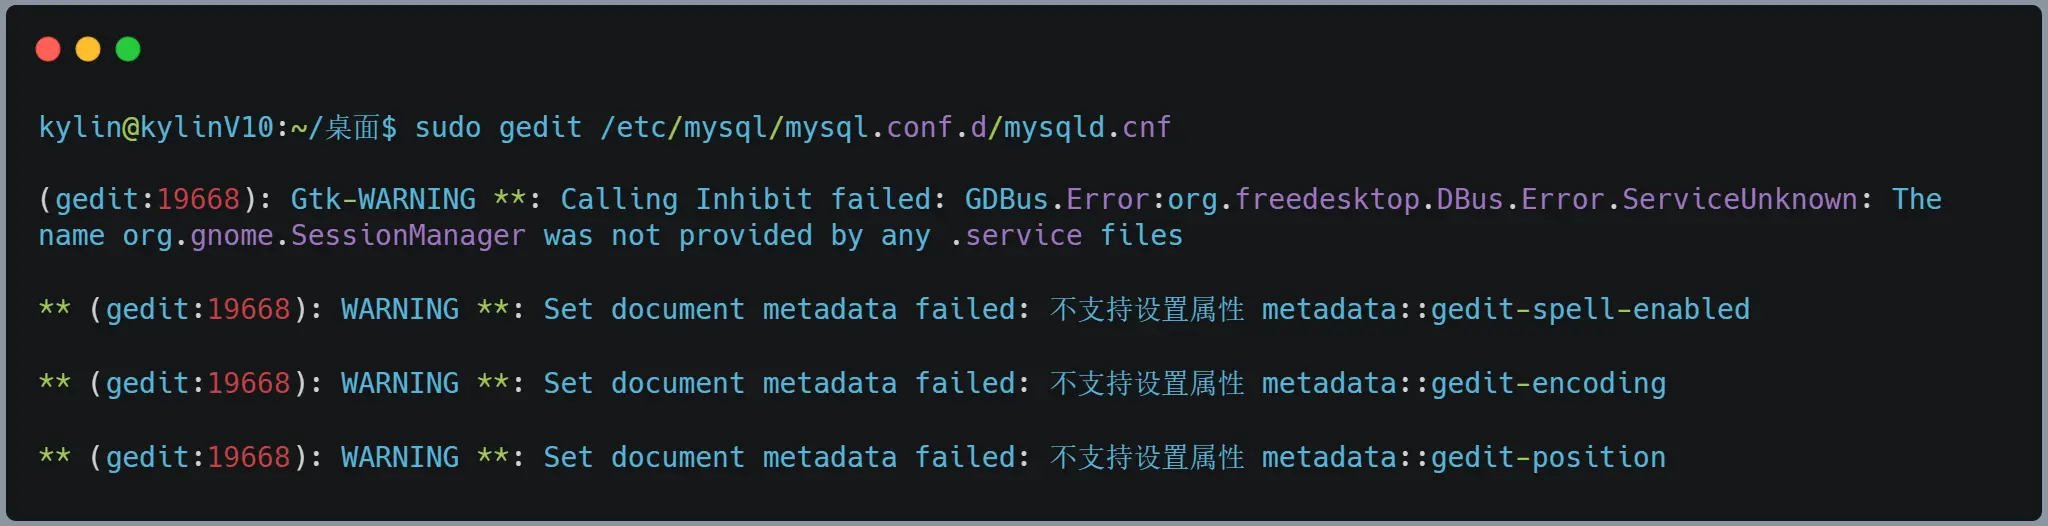 kylin@kylinV10:~/桌面$ sudo gedit /etc/mysql/mysql.conf.d/mysqld.cnf
(gedit:19668): Gtk-WARNING **: Calling Inhibit failed: GDBus.Error:org.freedesktop.DBus.Error.ServiceUnknown: The
name org.gnome.SessionManager was not provided by any .service files
** (gedit:19668): WARNING **: Set document metadata failed: 不支持设置属性 metadata::gedit-spell-enabled
** (gedit:19668): WARNING **: Set document metadata failed: 不支持设置属性 metadata::gedit-encoding
** (gedit:19668): WARNING **: Set document metadata failed: 不支持设置属性 metadata::gedit-position